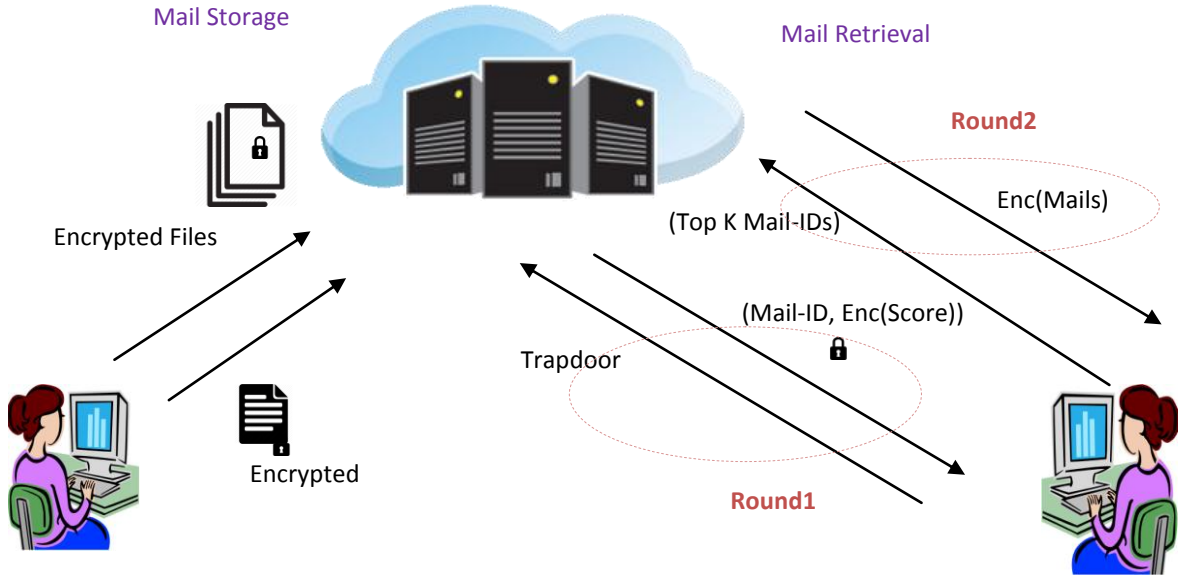 Mail Storage
Mail Retrieval
Round2
Enc(Mails)
(Top K Mail-IDs)
Encrypted Files
(Mail-ID, Enc(Score))
Trapdoor
Encrypted
Round1